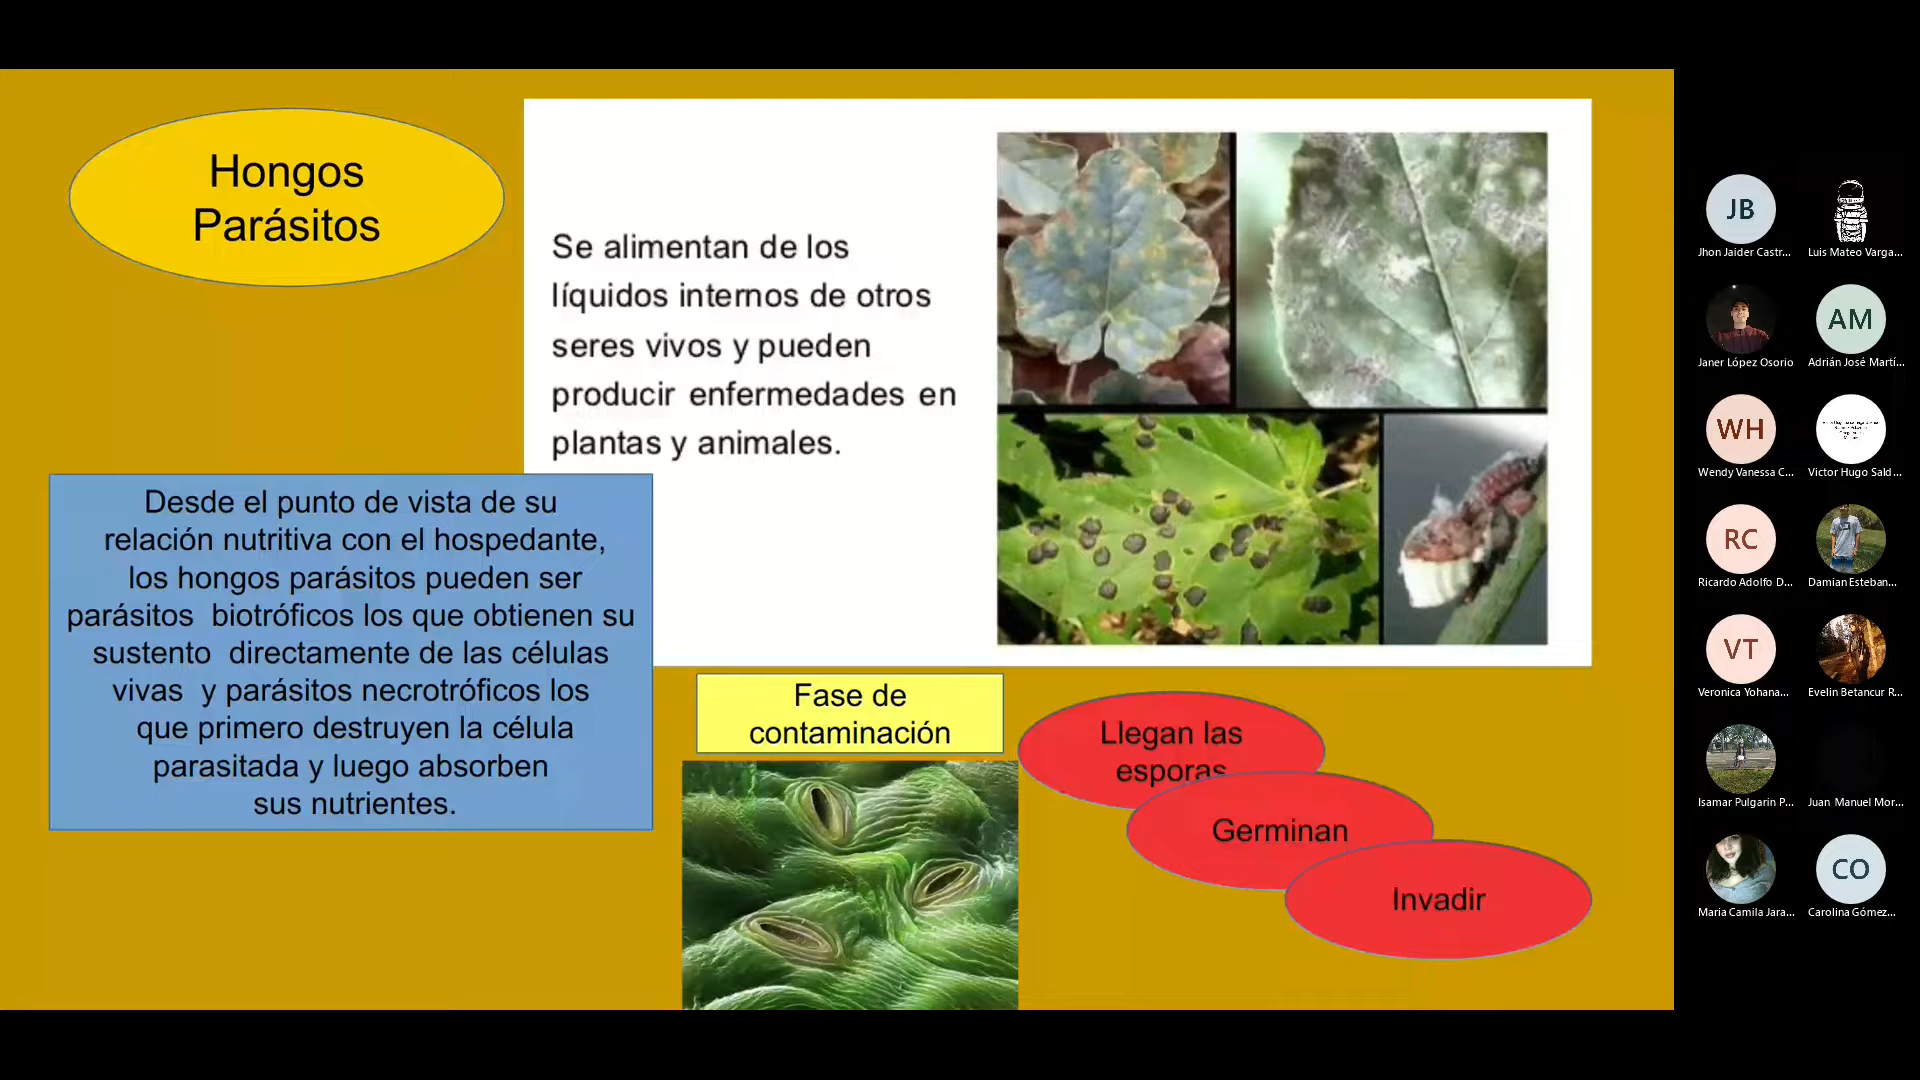 Hongos
Parásitos
Se alimentan de los
líquidos internos de otros
seres vivos y pueden
producir enfermedades en
plantas y animales.
Desde el punto de vista de su
relación nutritiva con el hospedante,
los hongos parásitos pueden ser
parásitos biotróficos los que obtienen su
sustento directamente de las células
vivas y parásitos necrotróficos los
que primero destruyen la célula
parasitada y luego absorben
sus nutrientes.
Fase de
contaminación
Llegan las
esporas
Germinan
Invadir
JB
Jhon Jaider Castr...
Luis Mateo Varga...
Janer López Osorio
AM
Adrián José Martí...
WH
Wendy Vanessa C...
Victor Hugo Sald...
RC
Ricardo Adolfo D...
Damian Esteban...
VT
Veronica Yohana...
Evelin Betancur R...
Isamar Pulgarin P...
Juan Manuel Mor...
Maria Camila Jara...
CO
Carolina Gómez...